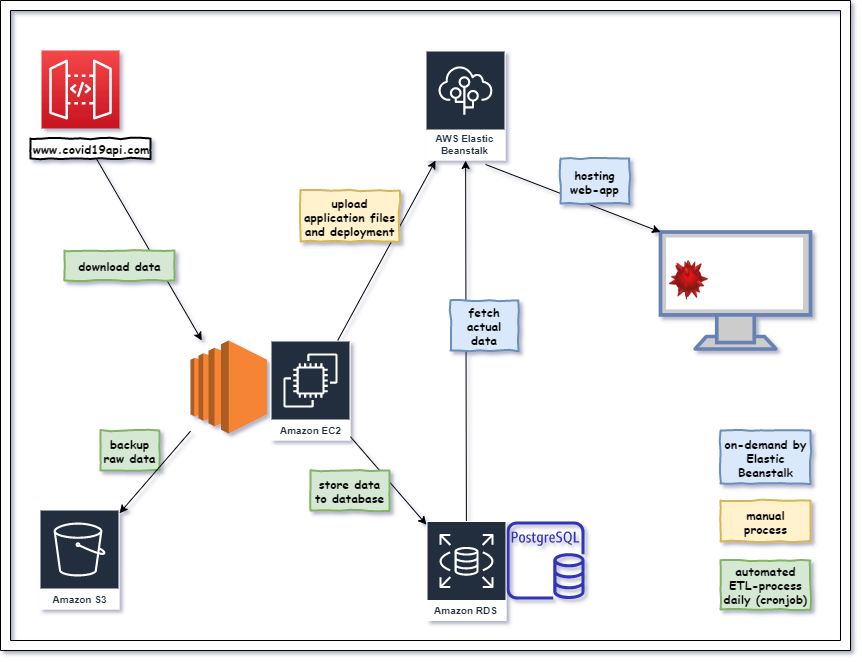 AWS Elastic
Beanstalk
</>
www.covid19api.com
hosting
web-app
upload
application files
and deployment
download data
fetch
actual
data
Amazon EC2
backup
raw data
on-demand by
Elastic
Beanstalk
store data
to database
manual
process
PostgreSQL
automated
ETL-process
daily (cronjob)
Amazon S3
Amazon RDS